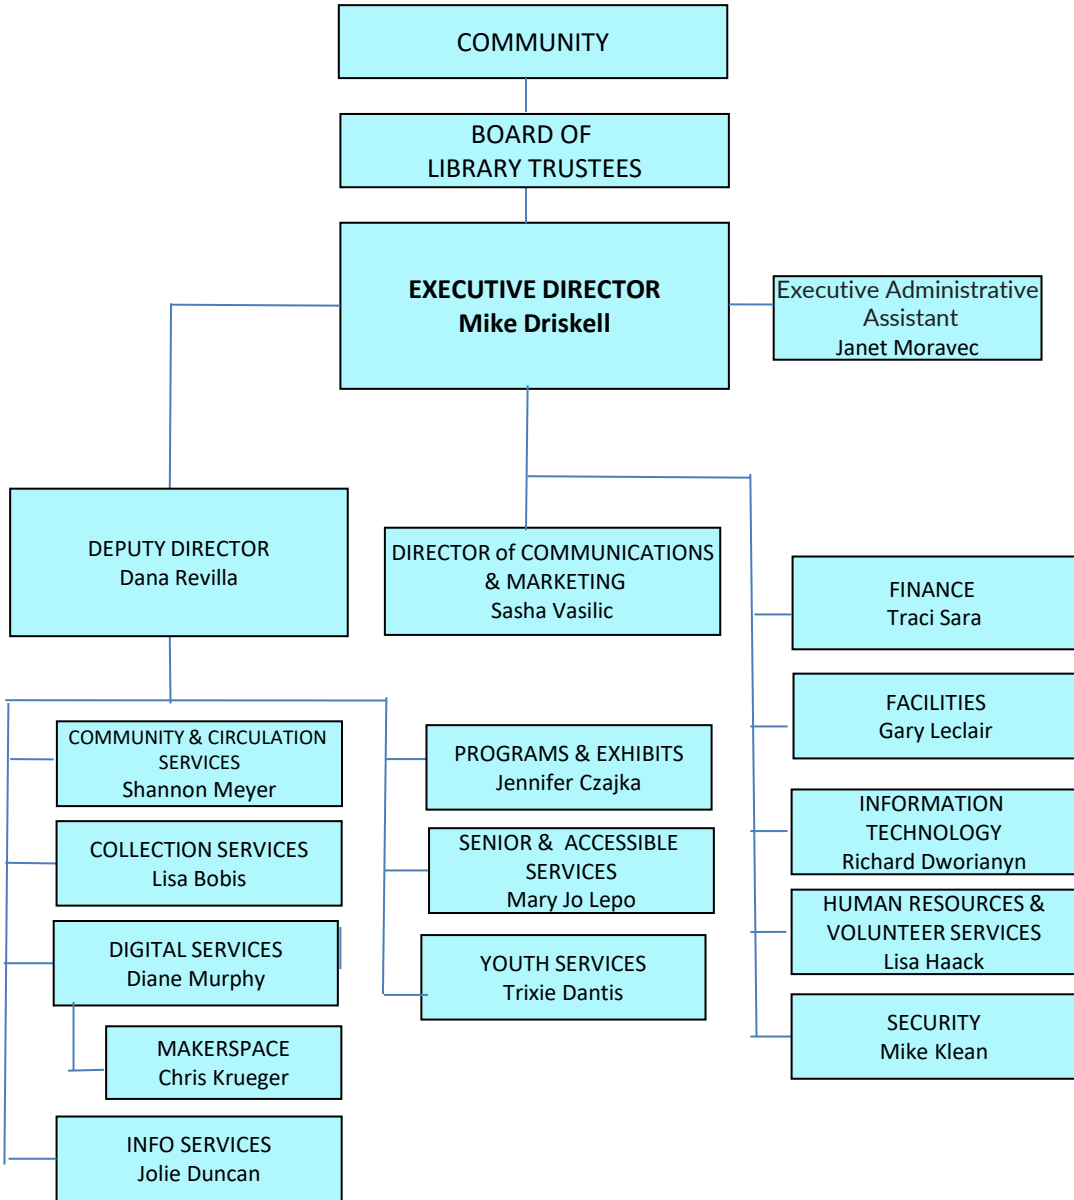 COMMUNITY
BOARD OF
LIBRARY TRUSTEES
EXECUTIVE DIRECTOR
Mike Driskell
Executive Administrative
Assistant
Janet Moravec
DEPUTY DIRECTOR
Dana Revilla
DIRECTOR of COMMUNICATIONS
& MARKETING
Sasha Vasilic
COMMUNITY & CIRCULATION
SERVICES
Shannon Meyer
COLLECTION SERVICES
Lisa Bobis
DIGITAL SERVICES
Diane Murphy
MAKERSPACE
Chris Krueger
INFO SERVICES
Jolie Duncan
PROGRAMS & EXHIBITS
Jennifer Czajka
SENIOR & ACCESSIBLE
SERVICES
Mary Jo Lepo
YOUTH SERVICES
Trixie Dantis
FINANCE
Traci Sara
FACILITIES
Gary Leclair
INFORMATION
TECHNOLOGY
Richard Dworianyn
HUMAN RESOURCES &
VOLUNTEER SERVICES
Lisa Haack
SECURITY
Mike Klean